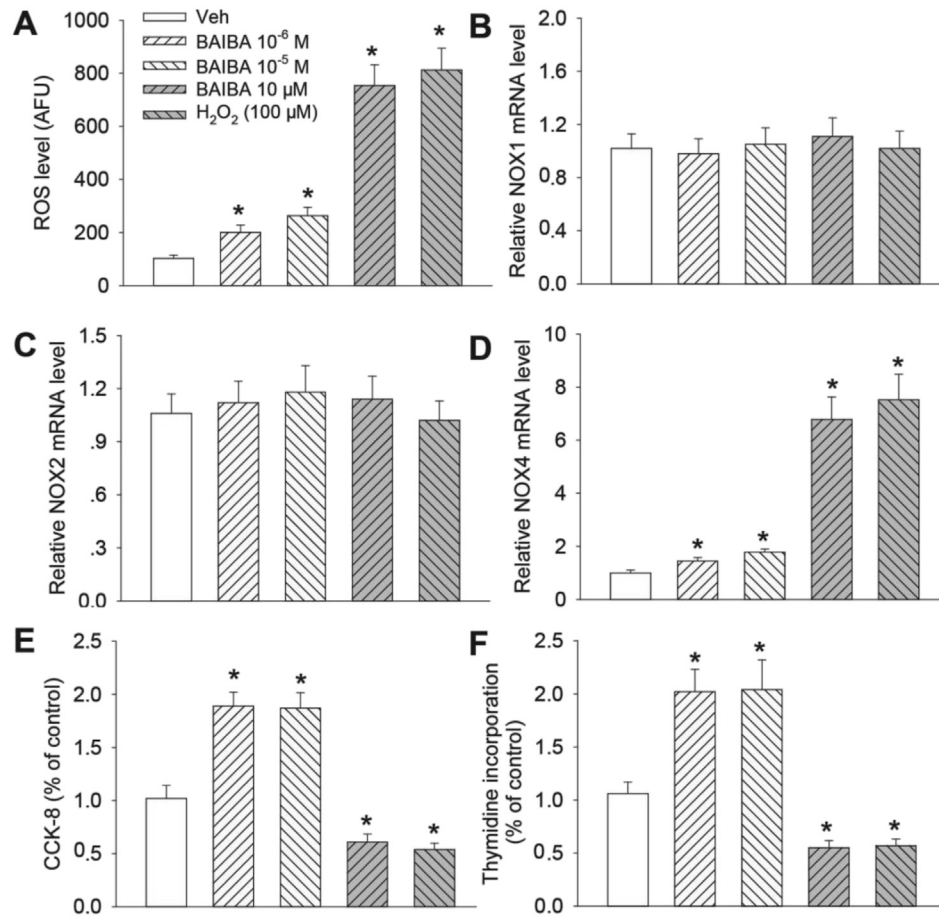 A
ROS level (AFU)
1000
800
600
400
200
0
Veh
BAIBA 10⁻⁶ M
BAIBA 10⁻⁵ M
BAIBA 10 µM
H₂O₂ (100 µM)
*
*
*
*
B
Relative NOX1 mRNA level
2.0
1.6
1.2
0.8
0.4
0.0
C
Relative NOX2 mRNA level
1.5
1.2
.9
.6
.3
0.0
D
Relative NOX4 mRNA level
10
8
6
4
2
0
*
*
*
*
E
CCK-8 (% of control)
2.5
2.0
1.5
1.0
0.5
0.0
*
*
*
*
F
Thymidine incorporation
(% of control)
2.5
2.0
1.5
1.0
0.5
0.0
*
*
*
*